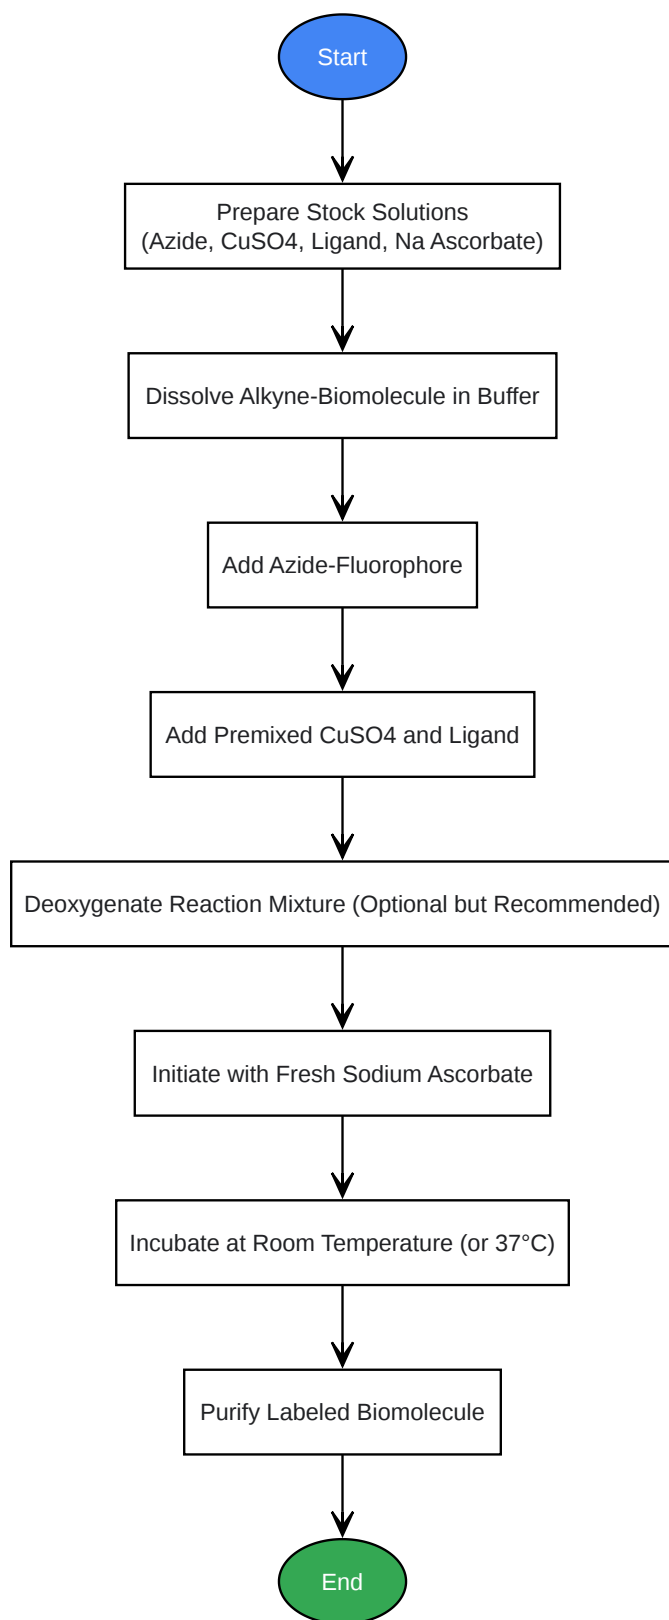 Start
Prepare Stock Solutions
(Azide, CuSO4, Ligand, Na Ascorbate)
Dissolve Alkyne-Biomolecule in Buffer
Add Azide-Fluorophore
Add Premixed CuSO4 and Ligand
Deoxygenate Reaction Mixture (Optional but Recommended)
Initiate with Fresh Sodium Ascorbate
Incubate at Room Temperature (or 37°C)
Purify Labeled Biomolecule
End